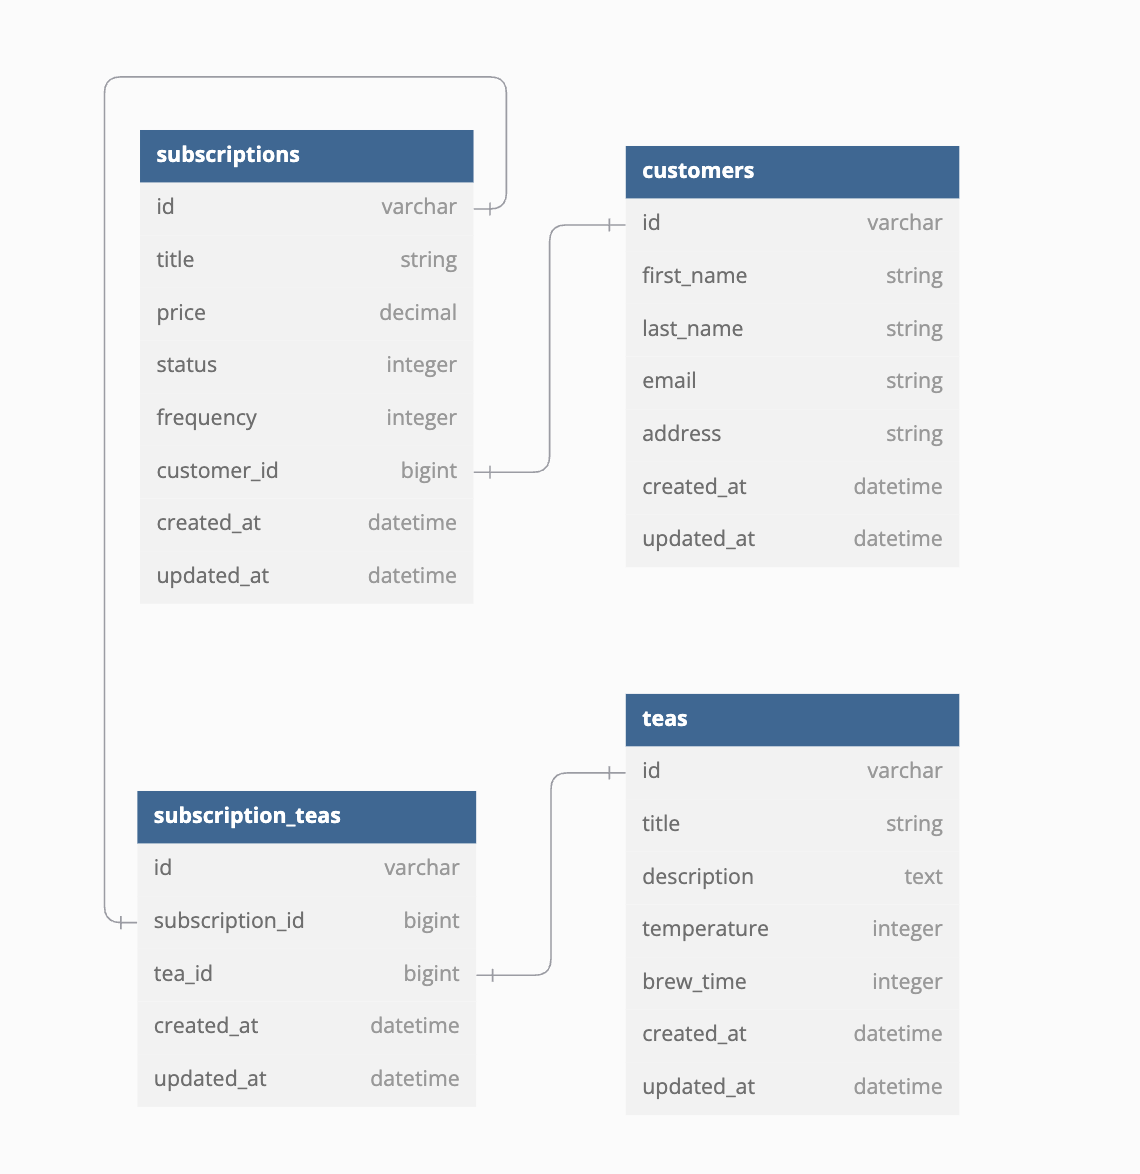 subscriptions
id varchar
title string
price decimal
status integer
frequency integer
customer_id bigint
created_at datetime
updated_at datetime
customers
id varchar
first_name string
last_name string
email string
address string
created_at datetime
updated_at datetime
subscription_teas
id varchar
subscription_id bigint
tea_id bigint
created_at datetime
updated_at datetime
teas
id varchar
title string
description text
temperature integer
brew_time integer
created_at datetime
updated_at datetime